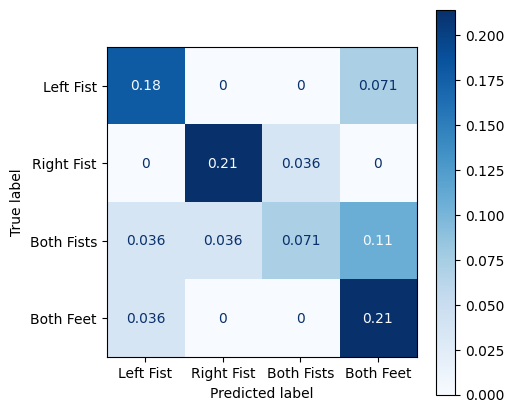 0.200
Left Fist 0.18 0 0 0.071
0.175
0.150
Right Fist 0 0.21 0.036 0
0.125
True label
0.100
Both Fists 0.036 0.036 0.071 0.11
0.075
0.050
Both Feet 0.036 0 0 0.21
0.025
0.000
Left Fist Right Fist Both Fists Both Feet
Predicted label